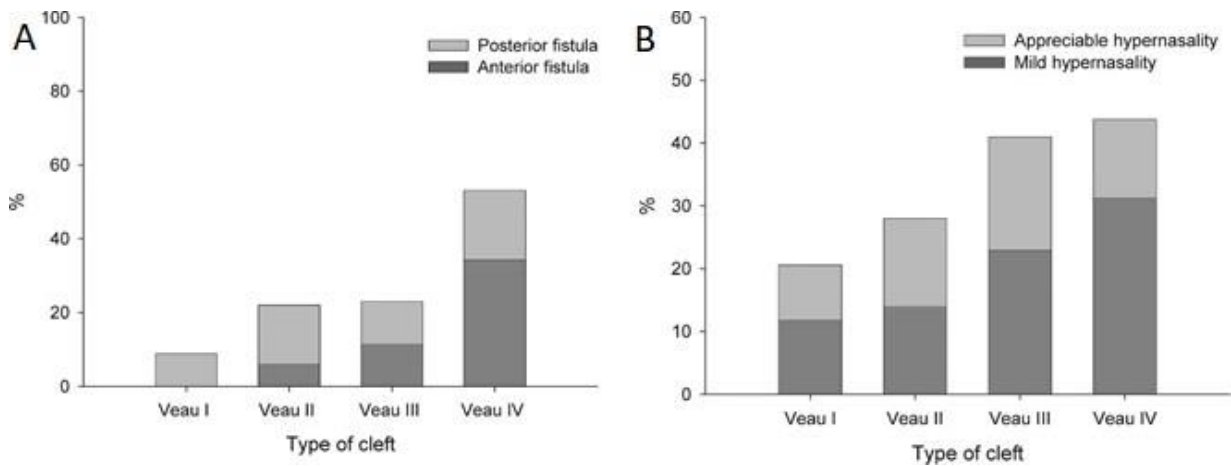 A
Posterior fistula
Anterior fistula
100
80
60
40
20
0
%
Veau I Veau II Veau III Veau IV
Type of cleft
B
Appreciable hypernasality
Mild hypernasality
60
50
40
30
20
10
0
%
Veau I Veau II Veau III Veau IV
Type of cleft